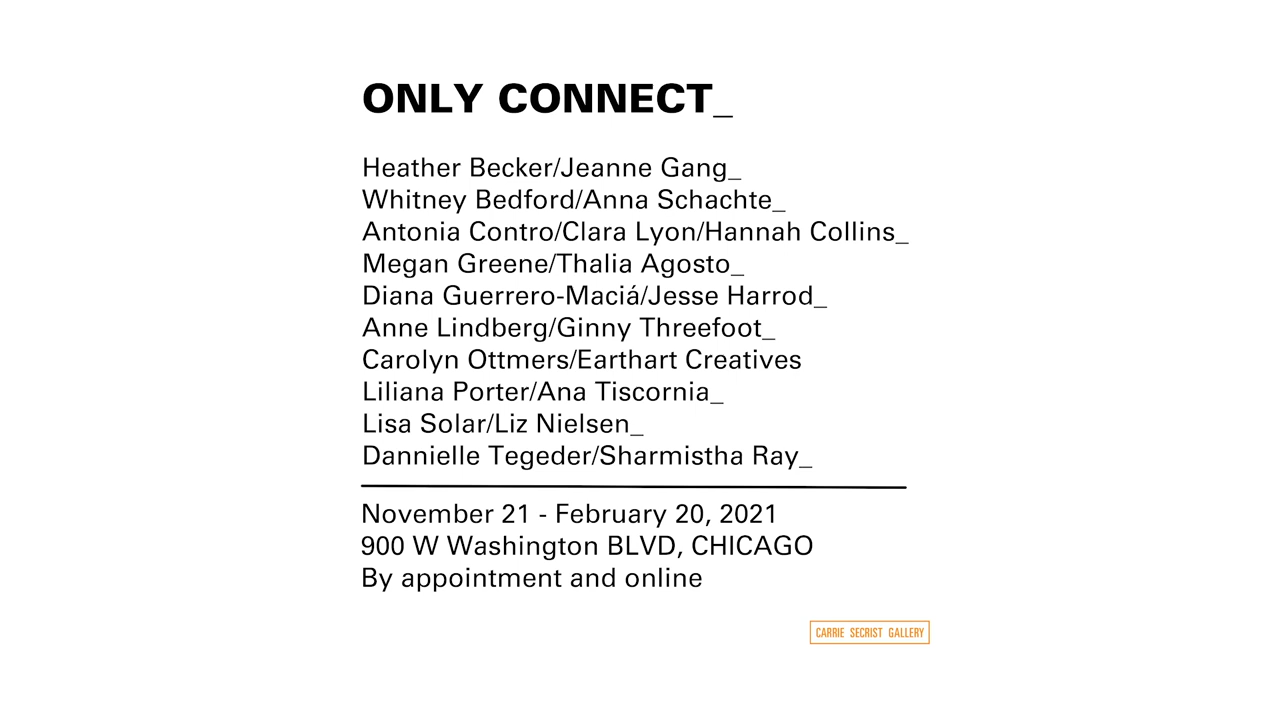 ONLY CONNECT_
Heather Becker/Jeanne Gang_
Whitney Bedford/Anna Schachte_
Antonia Contro/Clara Lyon/Hannah Collins_
Megan Greene/Thalia Agosto_
Diana Guerrero-Maciá/Jesse Harrod_
Anne Lindberg/Ginny Threefoot_
Carolyn Ottmers/Earthart Creatives
Liliana Porter/Ana Tiscornia_
Lisa Solar/Liz Nielsen_
Dannielle Tegeder/Sharmistha Ray_
November 21 - February 20, 2021
900 W Washington BLVD, CHICAGO
By appointment and online
CARRIE SECRIST GALLERY